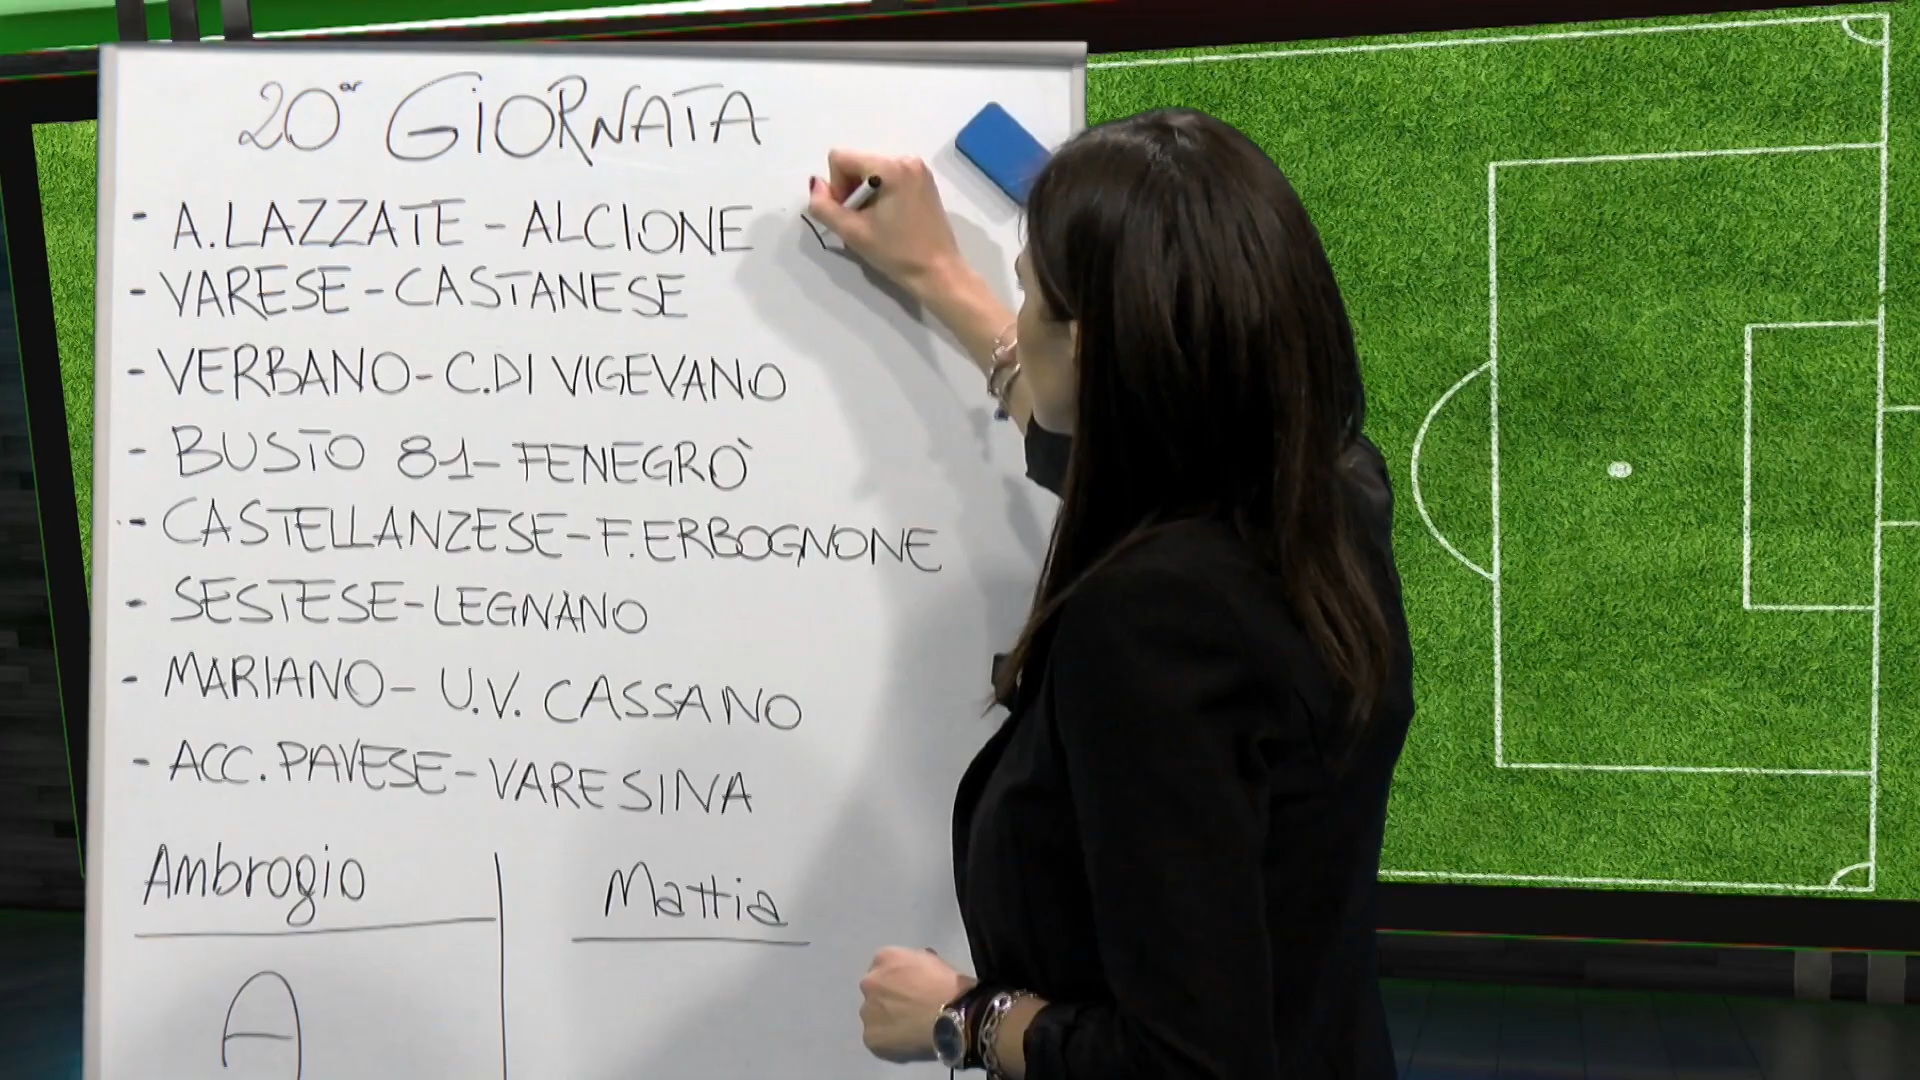 20ª GIORNATA
- A.LAZZATE - ALCIONE
- VARESE - CASTANESE
- VERBANO - C.DI VIGEVANO
- BUSTO 81 - FENEGRÒ
- CASTELLANZESE - F.ERBOGNONE
- SESTESE - LEGNANO
- MARIANO - U.V. CASSANO
- ACC. PAVESE - VARESINA
Ambrogio
Mattia
A